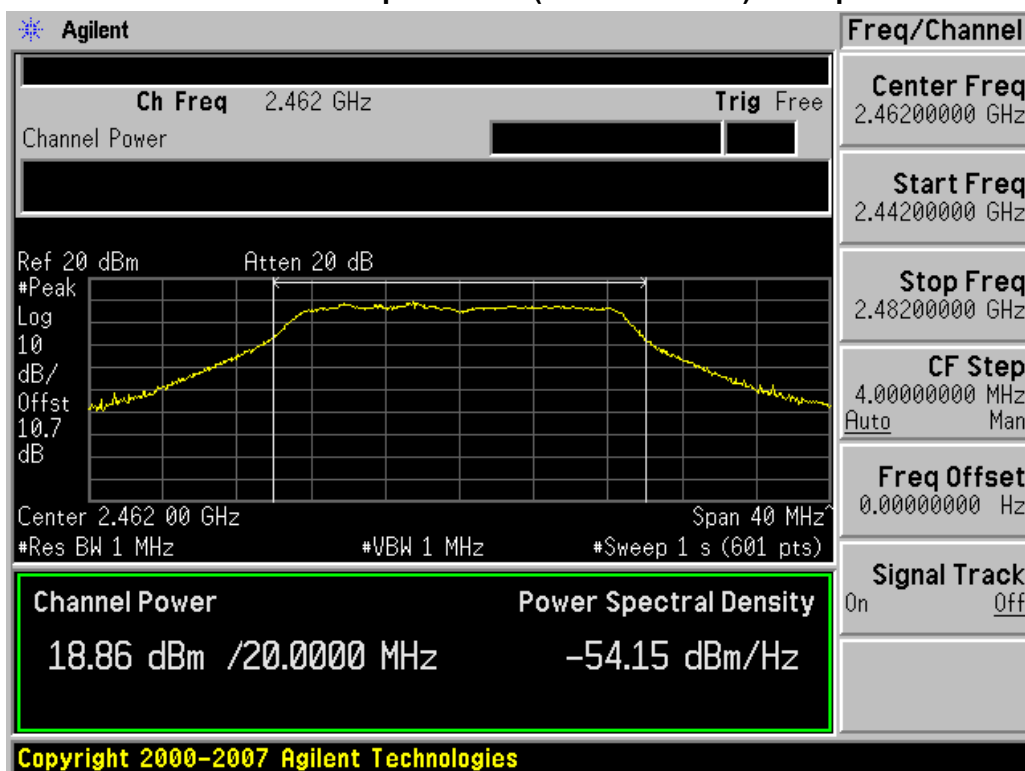 Agilent
Freq/Channel
Ch Freq 2.462 GHz Trig Free
Channel Power
Center Freq
2.46200000 GHz
Start Freq
2.44200000 GHz
Stop Freq
2.48200000 GHz
CF Step
4.00000000 MHz
Auto Man
Freq Offset
0.00000000 Hz
Signal Track
On Off
Ref 20 dBm Atten 20 dB
#Peak
Log
10
dB/
Offst
10.7
dB
Center 2.462 00 GHz Span 40 MHz^
#Res BW 1 MHz #VBW 1 MHz #Sweep 1 s (601 pts)
Channel Power Power Spectral Density
18.86 dBm /20.0000 MHz -54.15 dBm/Hz
Copyright 2000-2007 Agilent Technologies